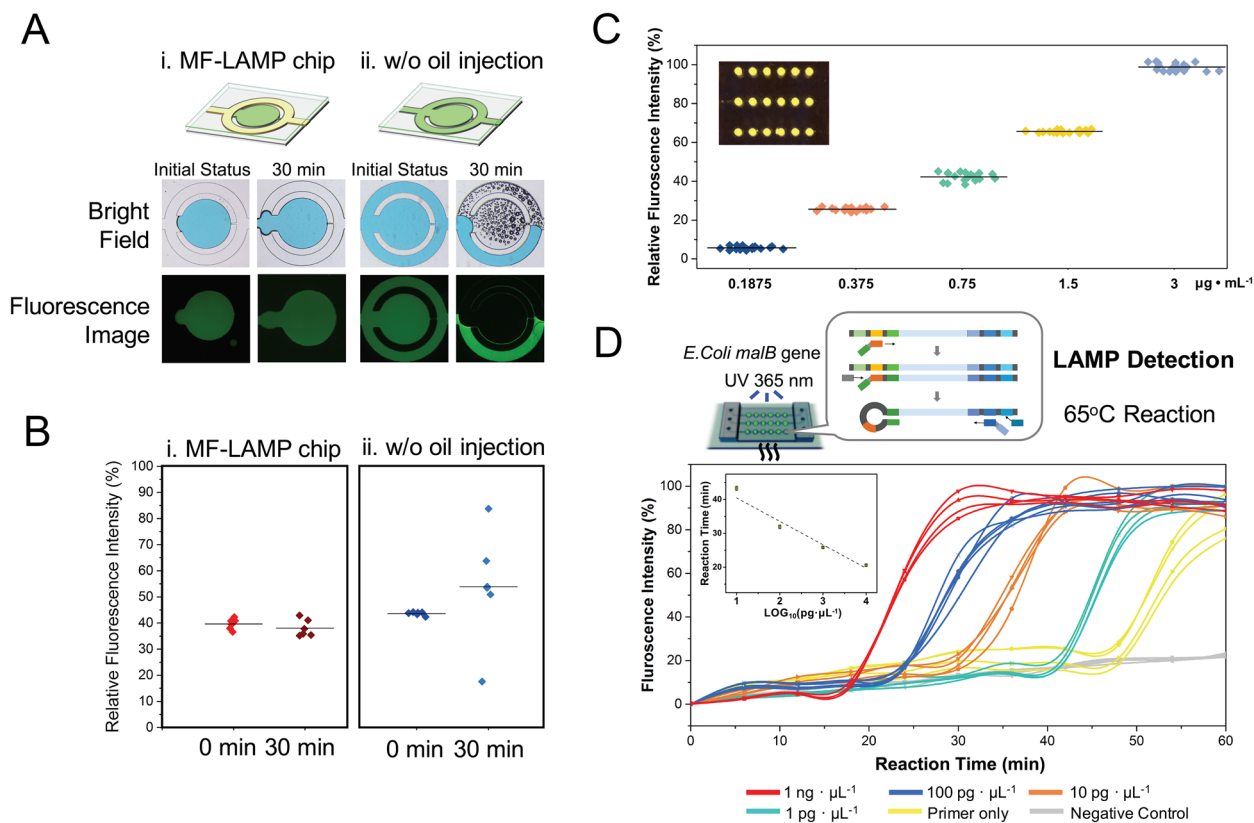 A
i. MF-LAMP chip
ii. w/o oil injection
Initial Status
30 min
Initial Status
30 min
Bright
Field
Fluorescence
Image
B
i. MF-LAMP chip
ii. w/o oil injection
Relative Fluorescence Intensity (%)
100
90
80
70
60
50
40
30
20
10
0
0 min
30 min
0 min
30 min
C
Relative Fluroscence Intensity (%)
100
80
60
40
20
0
0.1875
0.375
0.75
1.5
3
µg • mL-1
D
E.Coli malB gene
UV 365 nm
LAMP Detection
65oC Reaction
Furoscence Intensity (%)
100
80
60
40
20
0
Reaction Time (min)
40
30
20
1
2
3
4
LOG10(pg·µL-1)
0
10
20
30
40
50
60
Reaction Time (min)
1 ng · µL-1
100 pg · µL-1
10 pg · µL-1
1 pg · µL-1
Primer only
Negative Control